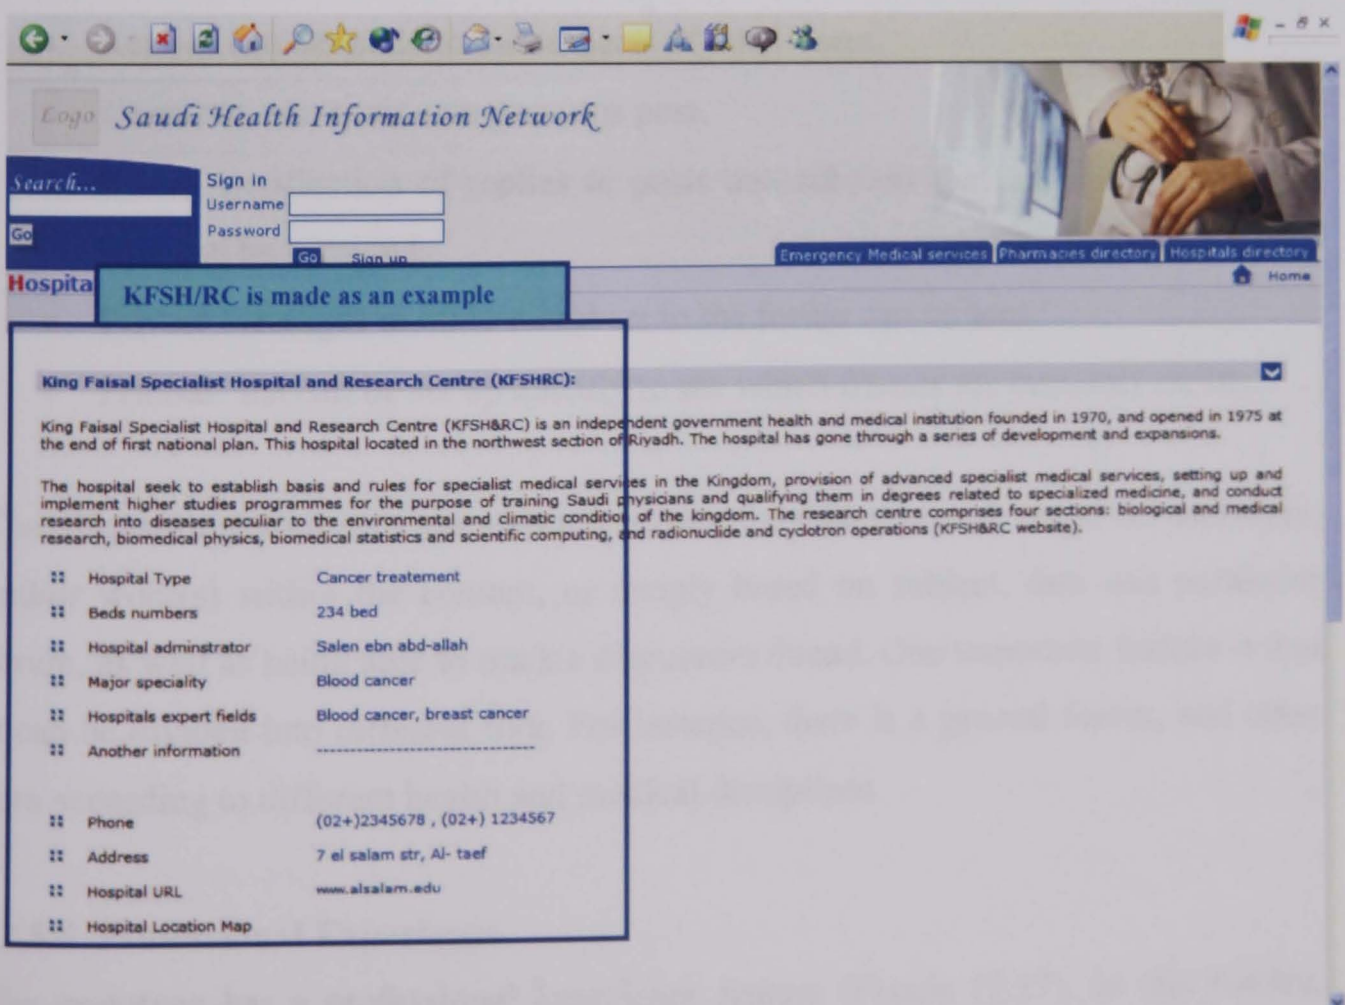 Logo Saudi Health Information Network
Search...
Go
Sign in
Username
Password
Go Sign up
Emergency Medical services Pharmacies directory Hospitals directory
Home
Hospita
KFSH/RC is made as an example
King Faisal Specialist Hospital and Research Centre (KFSHRC):
King Faisal Specialist Hospital and Research Centre (KFSH&RC) is an independent government health and medical institution founded in 1970, and opened in 1975 at
the end of first national plan. This hospital located in the northwest section of Riyadh. The hospital has gone through a series of development and expansions.
The hospital seek to establish basis and rules for specialist medical services in the Kingdom, provision of advanced specialist medical services, setting up and
implement higher studies programmes for the purpose of training Saudi physicians and qualifying them in degrees related to specialized medicine, and conduct
research into diseases peculiar to the environmental and climatic condition of the kingdom. The research centre comprises four sections: biological and medical
research, biomedical physics, biomedical statistics and scientific computing, and radionuclide and cyclotron operations (KFSH&RC website).
Hospital Type Cancer treatement
Beds numbers 234 bed
Hospital adminstrator Salen ebn abd-allah
Major speciality Blood cancer
Hospitals expert fields Blood cancer, breast cancer
Another information --------------------------------
Phone (02+)2345678 , (02+) 1234567
Address 7 el salam str, Al- taef
Hospital URL www.alsalam.edu
Hospital Location Map